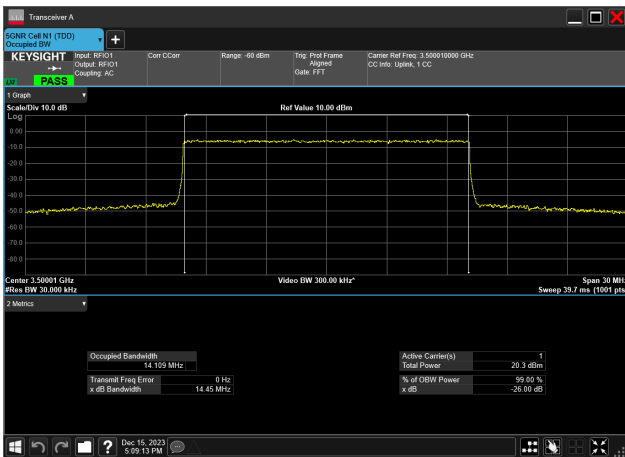 Transceiver A
5GNR Cell N1 (TDD)
Occupied BW
KEYSIGHT
LXI
PASS
Input: RFIO1
Output: RFIO1
Coupling: AC
Corr CCorr
Range: -60 dBm
Trig: Prot Frame
Aligned
Gate: FFT
Carrier Ref Freq: 3.500010000 GHz
CC Info: Uplink, 1 CC
1 Graph
Scale/Div 10.0 dB
Ref Value 10.00 dBm
Log
0.00
-10.0
-20.0
-30.0
-40.0
-50.0
-60.0
-70.0
-80.0
Center 3.50001 GHz
Video BW 300.00 kHz^
Span 30 MHz
#Res BW 30.000 kHz
Sweep 39.7 ms (1001 pts
2 Metrics
Occupied Bandwidth
14.109 MHz
Transmit Freq Error 0 Hz
x dB Bandwidth 14.45 MHz
Active Carrier(s) 1
Total Power 20.3 dBm
% of OBW Power 99.00 %
x dB -26.00 dB
?
Dec 15, 2023
5:09:13 PM